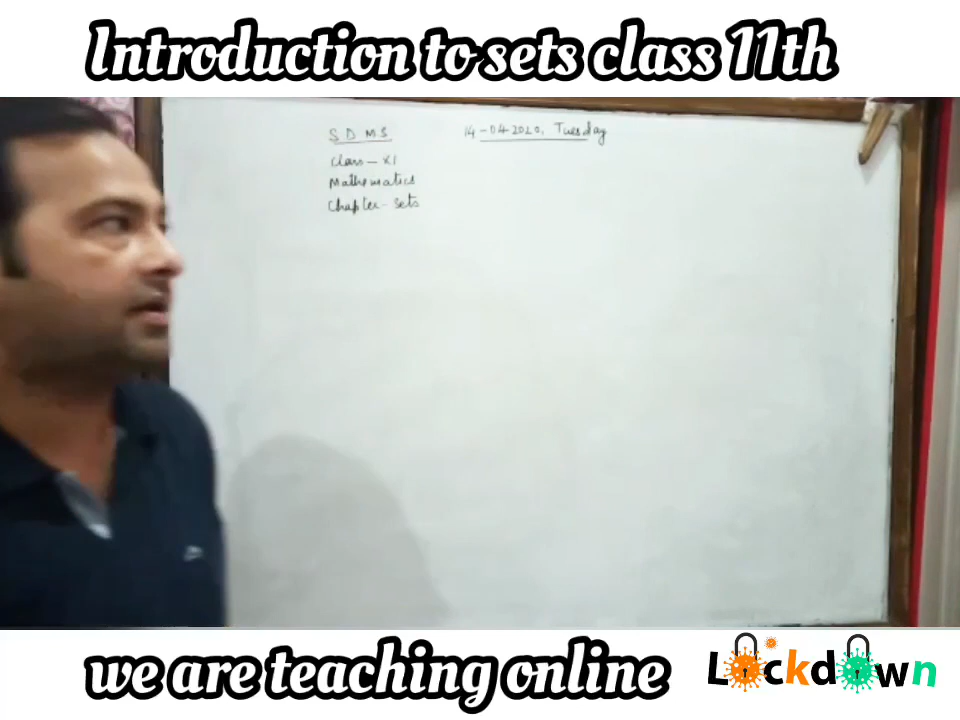 Introduction to sets class 11th
S D M S 14-04-2020, Tuesday
Class - XI
Mathematics
Chapter - Sets
we are teaching online Lockdown